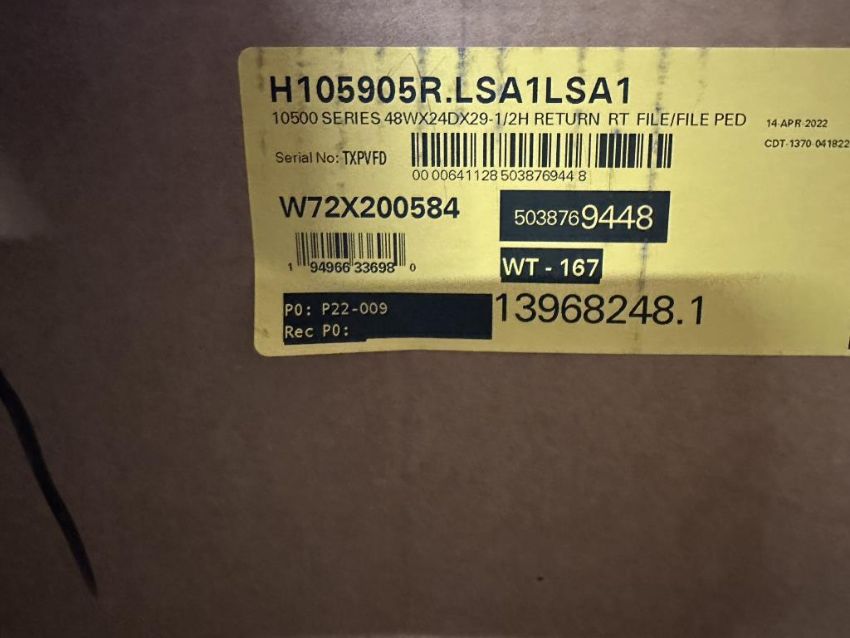 H105905R.LSA1LSA1
10500 SERIES 48WX24DX29-1/2H RETURN RT FILE/FILE PED
14-APR-2022
CDT-1370-041822
Serial No: TXPVFD
00 00641128 503876944 8
W72X200584
5038769448
WT - 167
1 94966 33698 0
PO: P22-009
Rec PO:
13968248.1